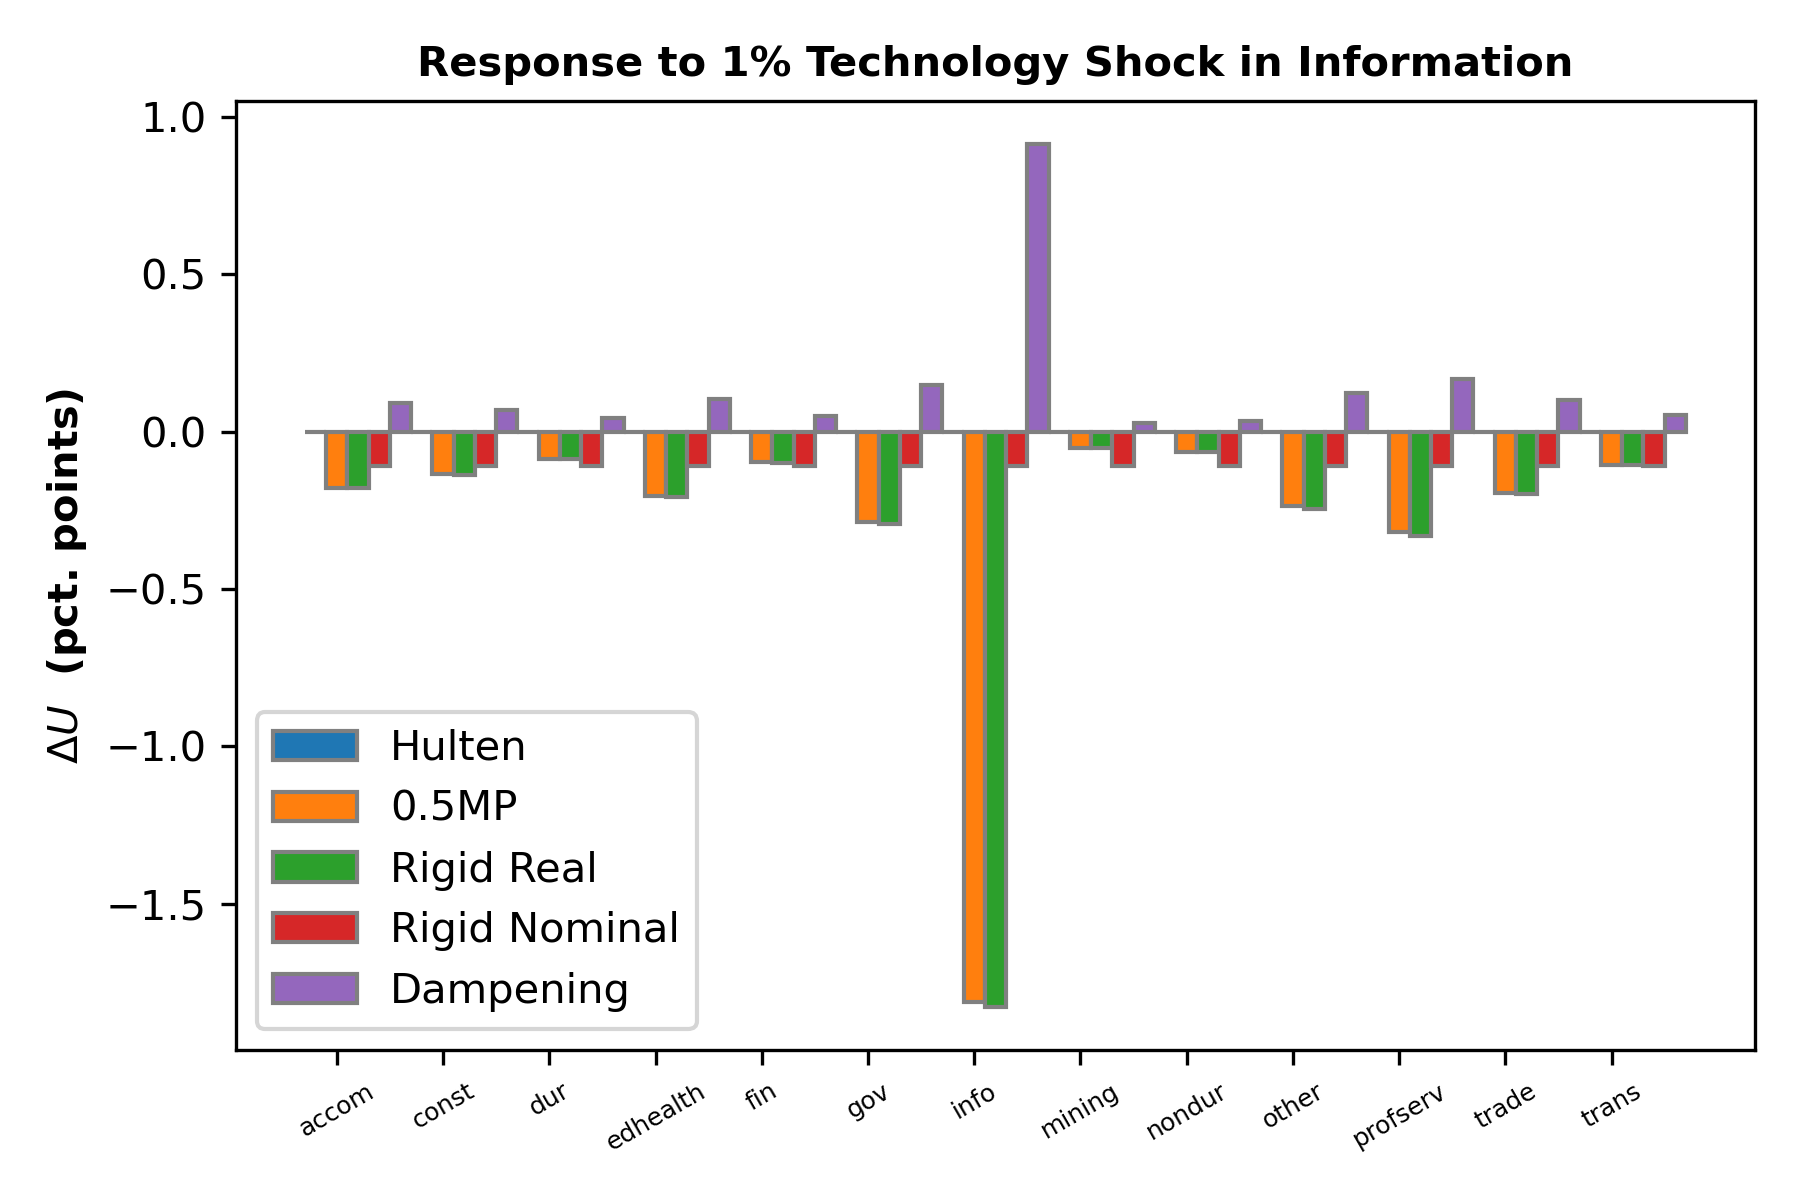 Response to 1% Technology Shock in Information
ΔU (pct. points)
1.0
0.5
0.0
−0.5
−1.0
−1.5
Hulten
0.5MP
Rigid Real
Rigid Nominal
Dampening
accom const dur edhealth fin gov info mining nondur other profserv trade trans